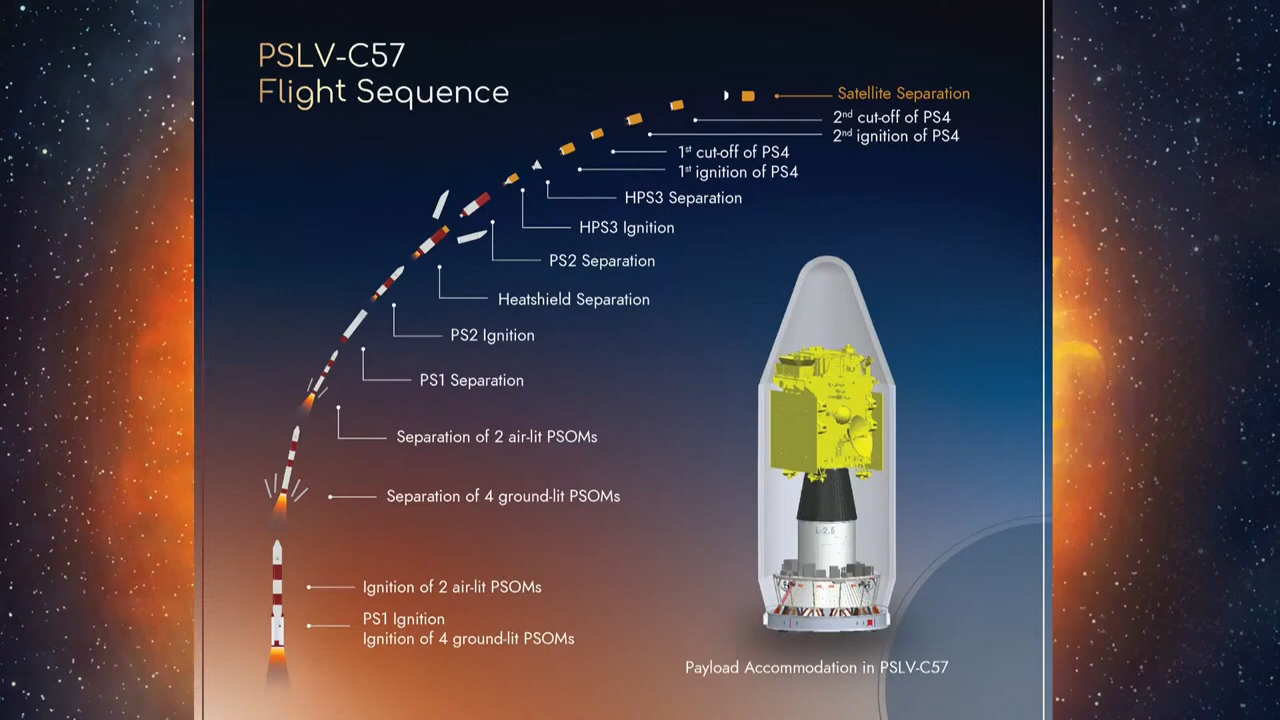 PSLV-C57
Flight Sequence
Satellite Separation
2nd cut-off of PS4
2nd ignition of PS4
1st cut-off of PS4
1st ignition of PS4
HPS3 Separation
HPS3 Ignition
PS2 Separation
Heatshield Separation
PS2 Ignition
PS1 Separation
Separation of 2 air-lit PSOMs
Separation of 4 ground-lit PSOMs
Ignition of 2 air-lit PSOMs
PS1 Ignition
Ignition of 4 ground-lit PSOMs
L-2.5
Payload Accommodation in PSLV-C57